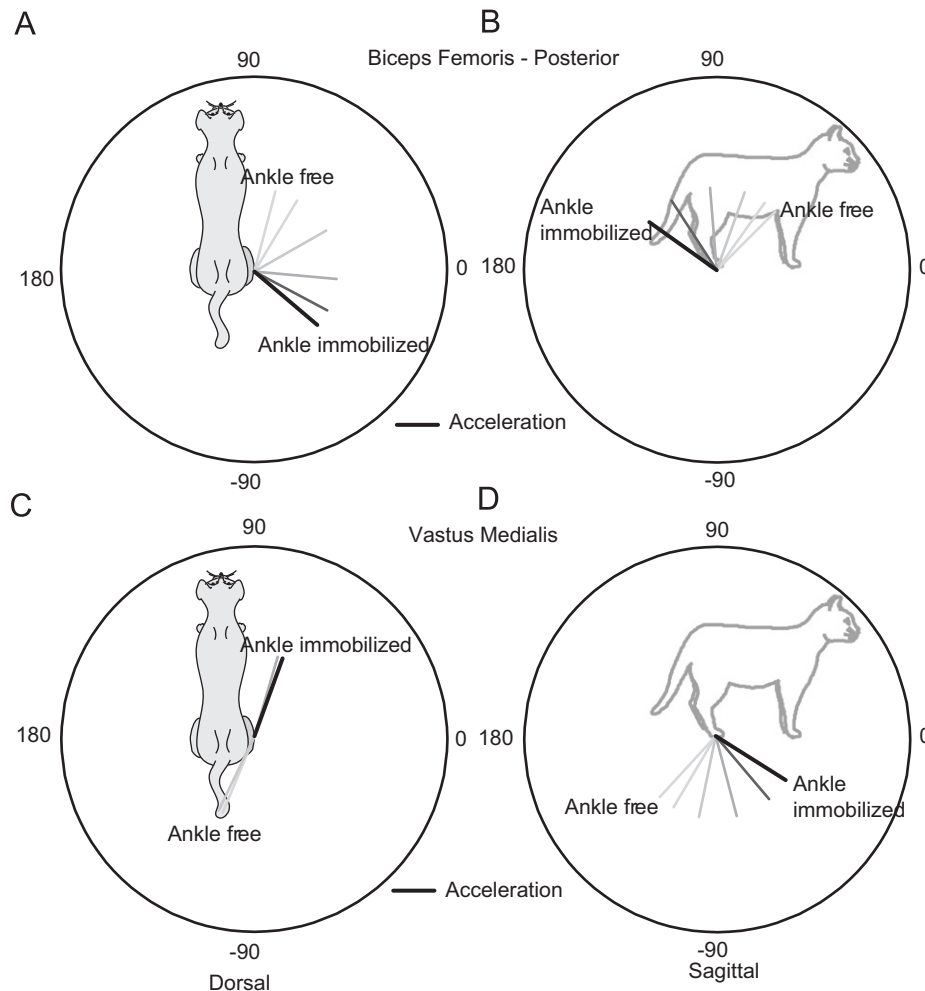 A
B
90
Biceps Femoris - Posterior
90
Ankle free
Ankle immobilized
Ankle free
180
0
180
0
Ankle immobilized
Acceleration
-90
-90
C
D
90
Vastus Medialis
90
Ankle immobilized
180
0
180
0
Ankle free
Ankle free
Ankle immobilized
Acceleration
-90
-90
Dorsal
Sagittal